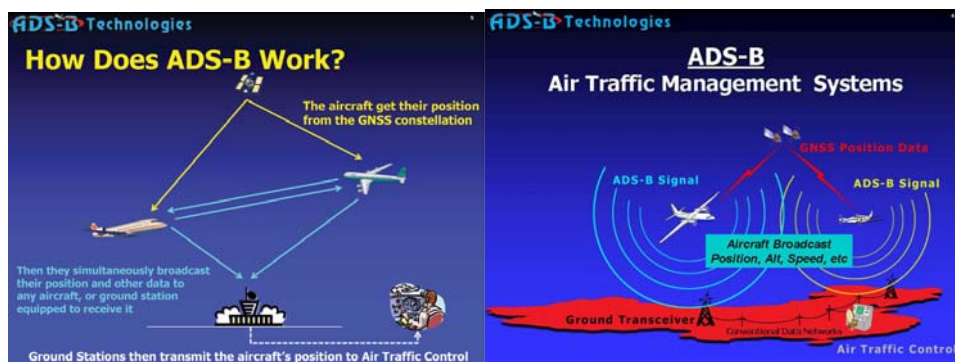 ADS-B Technologies
How Does ADS-B Work?
The aircraft get their position
from the GNSS constellation
Then they simultaneously broadcast
their position and other data to
any aircraft, or ground station
equipped to receive it
Ground Stations then transmit the aircraft's position to Air Traffic Control
ADS-B Technologies
ADS-B
Air Traffic Management Systems
GNSS Position Data
ADS-B Signal
ADS-B Signal
Aircraft Broadcast
Position, Alt, Speed, etc
Ground Transceiver
Conventional Data Networks
Air Traffic Control